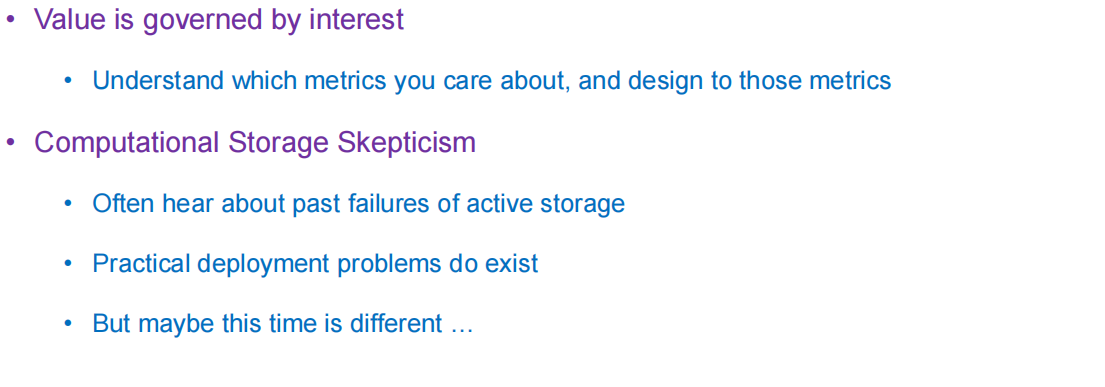 • Value is governed by interest
• Understand which metrics you care about, and design to those metrics
• Computational Storage Skepticism
• Often hear about past failures of active storage
• Practical deployment problems do exist
• But maybe this time is different …